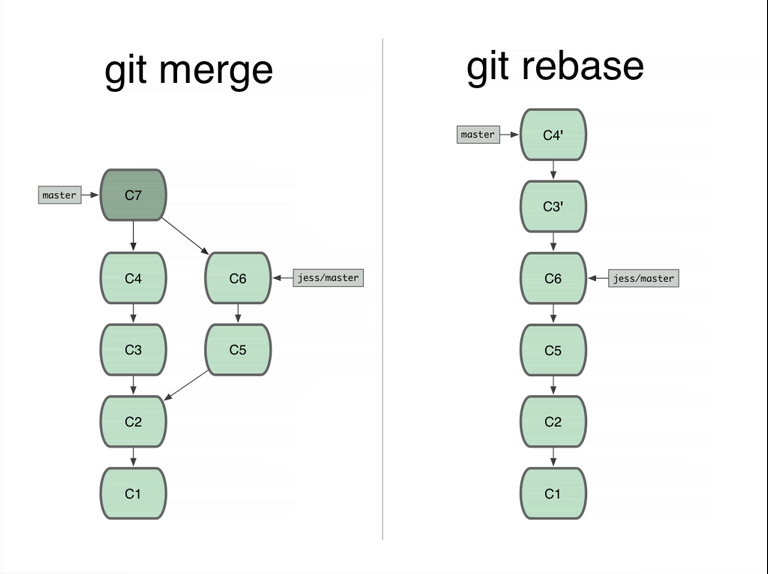 git merge
git rebase
master
C7
C4
C6
jess/master
C3
C5
C2
C1
master
C4'
C3'
C6
jess/master
C5
C2
C1